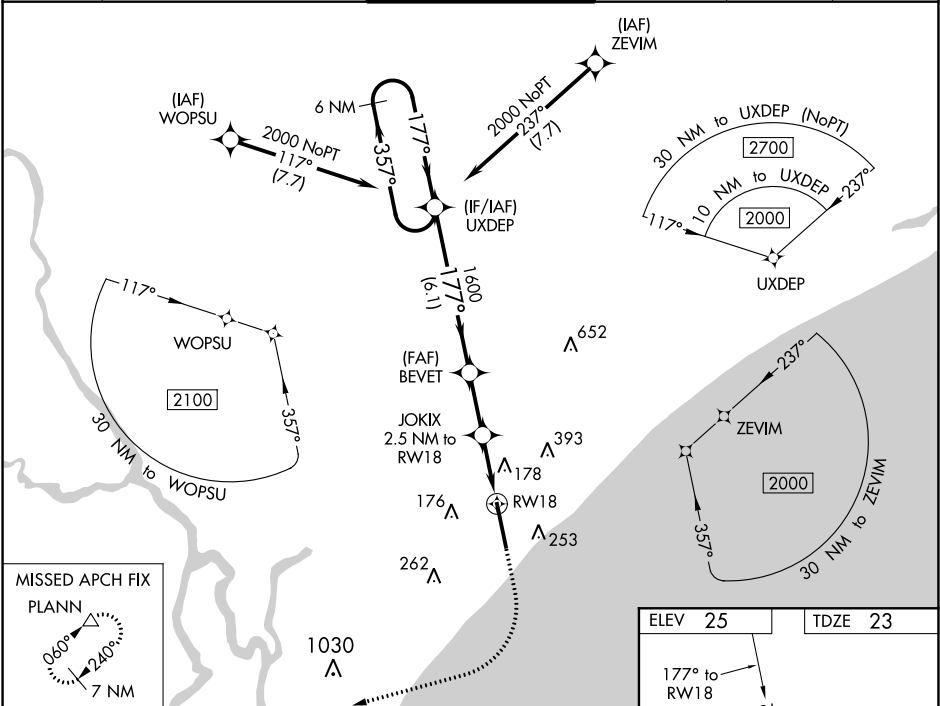 (IAF)
ZEVIM
(IAF)
WOPSU
6 NM
2000 NoPT
117°
(7.7)
177°
357°
2000 NoPT
237°
(7.7)
(IF/IAF)
UXDEP
30 NM to UXDEP (NoPT)
2700
10 NM to UXDEP
2000
117°
237°
UXDEP
1600
177°
(6.1)
117°
WOPSU
2100
357°
30 NM to WOPSU
652
(FAF)
BEVET
JOKIX
2.5 NM to
RW18
393
178
RW18
176
253
262
237°
ZEVIM
2000
357°
30 NM to ZEVIM
MISSED APCH FIX
PLANN
060°
240°
7 NM
1030
ELEV 25
TDZE 23
177° to
RW18